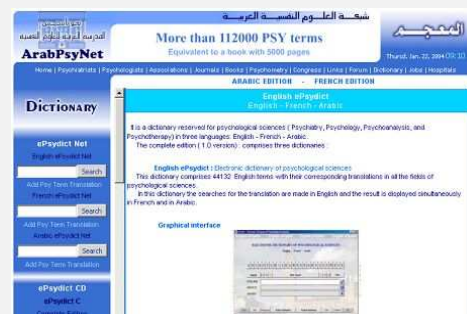 شبكة العلوم النفسية العربية
المعجم
ArabPsyNet
More than 112000 PSY terms
Equivalent to a book with 5000 pages
Home | Psychiatrists | Psychologists | Associations | Journals | Books | Psychometry | Congress | Links | Forum | Dictionary | Jobs | Hospitals
ARABIC EDITION - FRENCH EDITION
DICTIONARY
ePsydict Net
English ePsydict Net
Search
Add Psy Term Translation
French ePsydict Net
Search
Add Psy Term Translation
Arabic ePsydict Net
Search
Add Psy Term Translation
ePsydict CD
ePsydict C
Complete Edition
English ePsydict
English - French - Arabic
It is a dictionary reserved for psychological sciences ( Psychiatry, Psychology, Psychoanalysis, and
Psychotherapy) in three languages: English - French - Arabic.
The complete edition ( 1.0 version) : comprises three dictionaries :
English ePsydict : Electronic dictionary of psychological sciences
This dictionary comprises 44132 English terms with their corresponding translations in all the fields of
psychological sciences.
In this dictionary the searches for the translation are made in English and the result is displayed simultaneously
in French and in Arabic.
Graphical interface